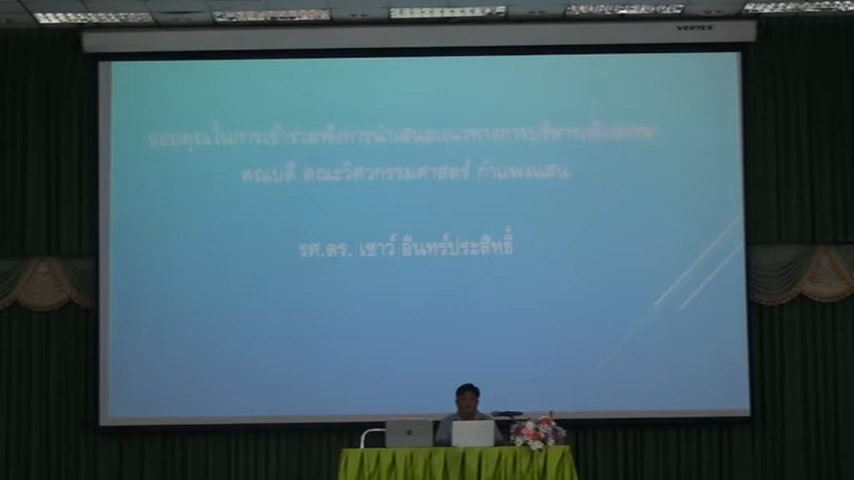 VERTEX
ขอบคุณในการเข้าร่วมฟังการนำเสนอแนวทางการบริหารเพื่อ
คณบดี คณะวิศวกรรมศาสตร์ กำแพงแสน
รศ.ดร. เชาว์ อินทร์ประสิทธิ์